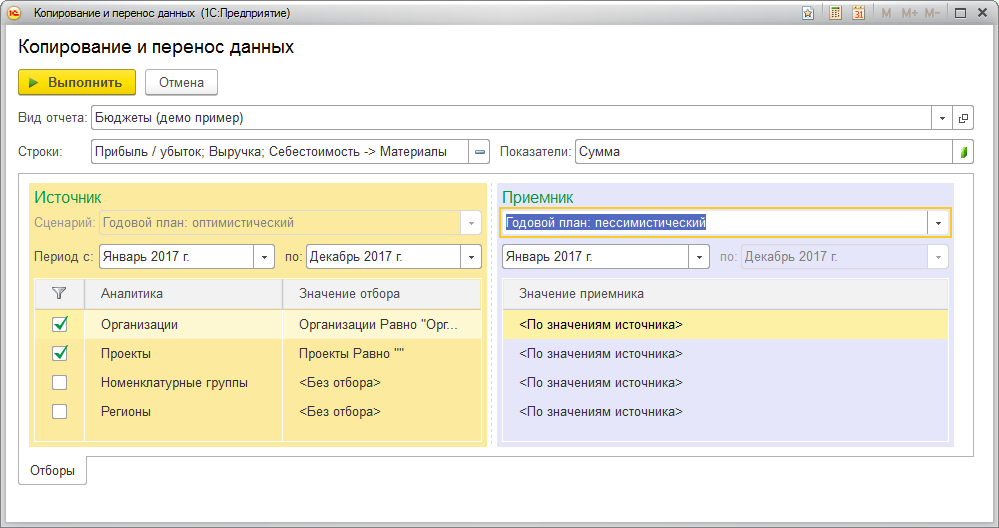 Копирование и перенос данных (1С:Предприятие)
31 M M+ M-
Копирование и перенос данных
Выполнить Отмена
Вид отчета: Бюджеты (демо пример)
Строки: Прибыль / убыток; Выручка; Себестоимость -> Материалы Показатели: Сумма
Источник Приемник
Сценарий: Годовой план: оптимистический Годовой план: пессимистический
Период с: Январь 2017 г. по: Декабрь 2017 г. Январь 2017 г. по: Декабрь 2017 г.
Аналитика Значение отбора Значение приемника
Организации Организации Равно "Орг... <По значениям источника>
Проекты Проекты Равно "" <По значениям источника>
Номенклатурные группы <Без отбора> <По значениям источника>
Регионы <Без отбора> <По значениям источника>
Отборы